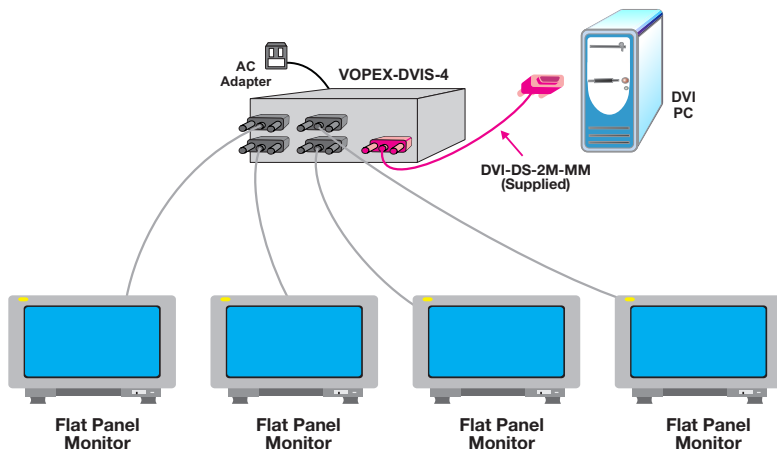 AC
Adapter
VOPEX-DVIS-4
DVI
PC
DVI-DS-2M-MM
(Supplied)
Flat Panel
Monitor
Flat Panel
Monitor
Flat Panel
Monitor
Flat Panel
Monitor